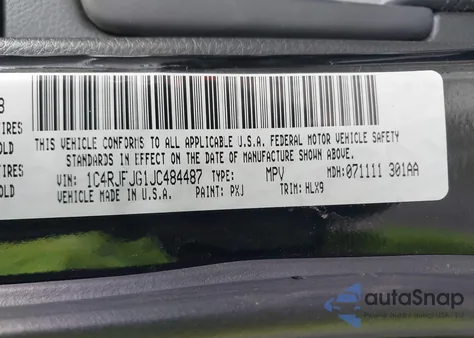 8
IRES
OLD
IRES
OLD
THIS VEHICLE CONFORMS TO ALL APPLICABLE U.S.A. FEDERAL MOTOR VEHICLE SAFETY
STANDARDS IN EFFECT ON THE DATE OF MANUFACTURE SHOWN ABOVE.
VIN: 1C4RJFJG1JC484487 TYPE: MPV MDH: 071111 301AA
VEHICLE MADE IN U.S.A. PAINT: PXJ TRIM: HLX9
autoSnap